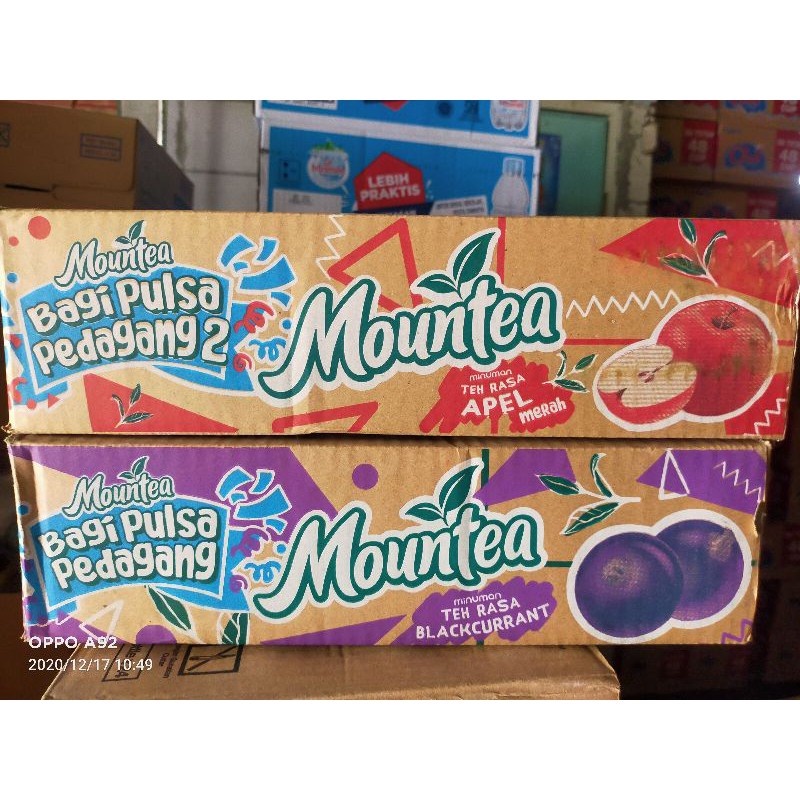 LEBIH
PRAKTIS
48
Mountea
Bagi Pulsa
Pedagang 2
Mountea
minuman
TEH RASA
APEL
meRah
Mountea
Bagi Pulsa
Pedagang
Mountea
minuman
TEH RASA
BLACKCURRANT
OPPO A92
2020/12/17 10:49